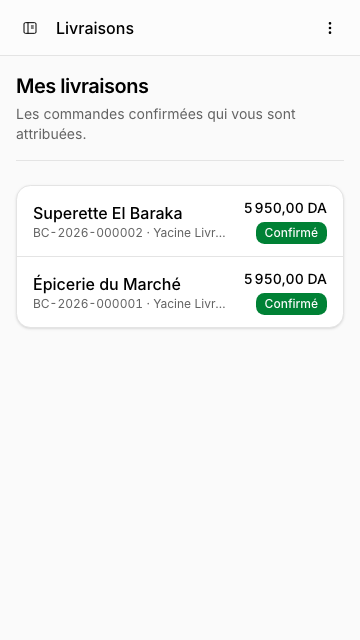 Livraisons
Mes livraisons
Les commandes confirmées qui vous sont
attribuées.
Superette El Baraka
5 950,00 DA
BC-2026-000002 · Yacine Livr...
Confirmé
Épicerie du Marché
5 950,00 DA
BC-2026-000001 · Yacine Livr...
Confirmé